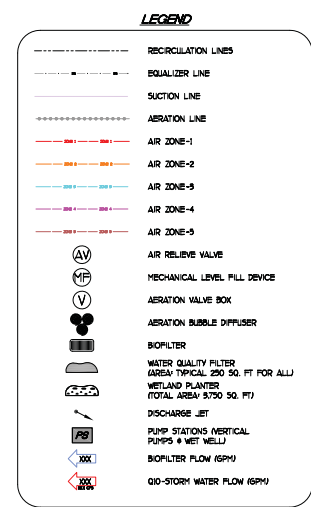 LEGEND
RECIRCULATION LINES
EQUALIZER LINE
SUCTION LINE
AERATION LINE
ZONE 1 ZONE 1 AIR ZONE-1
AIR ZONE-2
AIR ZONE-3
AIR ZONE-4
AIR ZONE-5
AV AIR RELIEVE VALVE
MF MECHANICAL LEVEL FILL DEVICE
V AERATION VALVE BOX
AERATION BUBBLE DIFFUSER
BIOFILTER
WATER QUALITY FILTER
(AREA: TYPICAL 250 SQ. FT FOR ALL)
WETLAND PLANTER
(TOTAL AREA: 3,750 SQ. FT)
DISCHARGE JET
PS PUMP STATIONS (VERTICAL
PUMPS & WET WELL)
XXX BIOFILTER FLOW (GPM)
XXX Q10-STORM WATER FLOW (GPM)